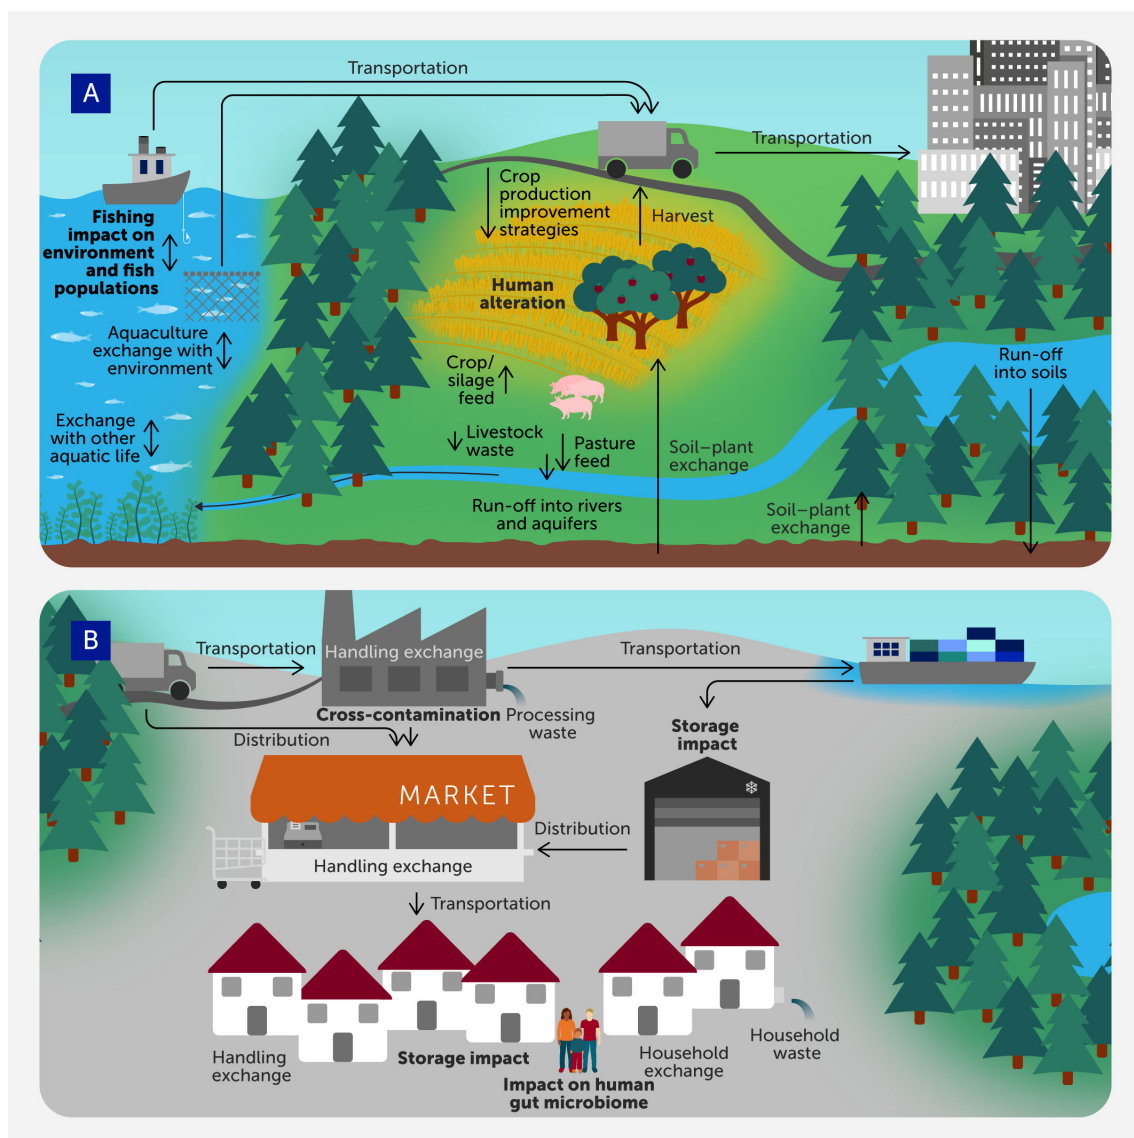 A
Transportation
Transportation
Fishing
impact on
environment
and fish
populations
Crop
production
improvement
strategies
Harvest
Human
alteration
Aquaculture
exchange with
environment
Crop/
silage
feed
Run-off
into soils
Exchange
with other
aquatic life
Livestock
waste
Pasture
feed
Soil–plant
exchange
Run-off into rivers
and aquifers
Soil–plant
exchange
B
Transportation
Handling exchange
Transportation
Cross-contamination
Processing
waste
Distribution
Storage
impact
MARKET
Distribution
Handling exchange
Transportation
Handling
exchange
Storage impact
Household
exchange
Household
waste
Impact on human
gut microbiome